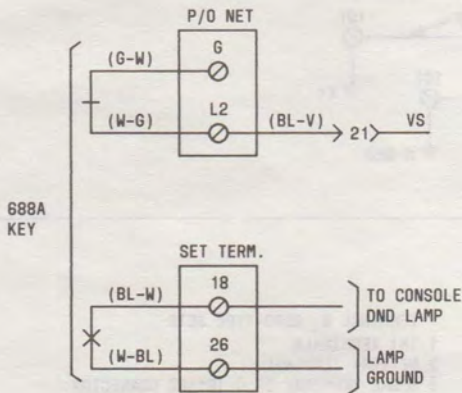 P/O NET
G
(G-W)
L2
(W-G)
(BL-V)
21
VS
688A
KEY
SET TERM.
18
(BL-W)
TO CONSOLE
DND LAMP
26
(W-BL)
LAMP
GROUND